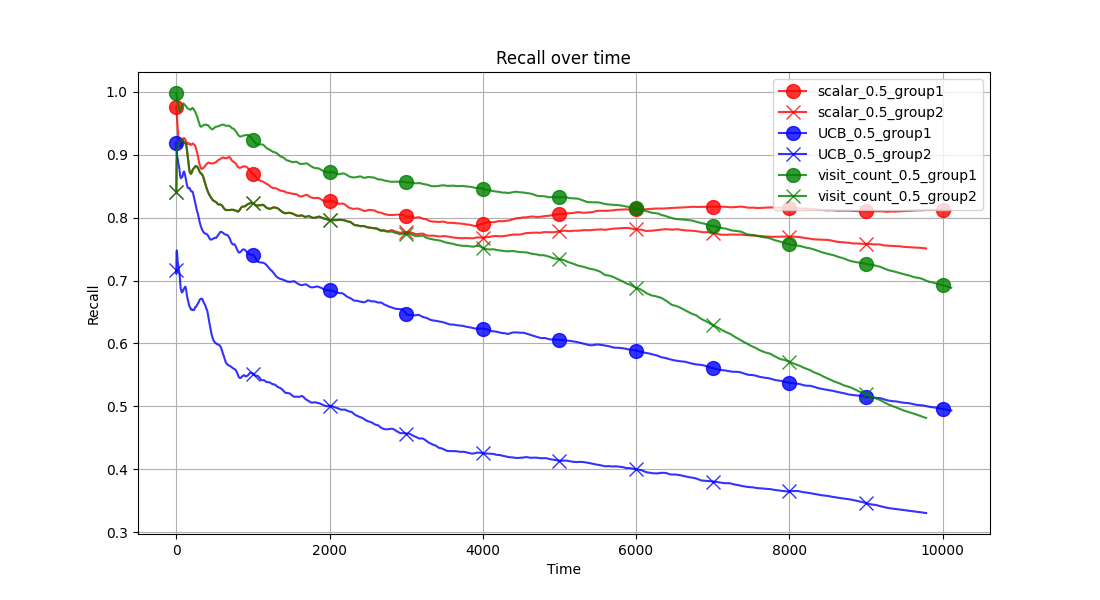 Recall over time
scalar_0.5_group1
scalar_0.5_group2
UCB_0.5_group1
UCB_0.5_group2
visit_count_0.5_group1
visit_count_0.5_group2
Recall
1.0
0.9
0.8
0.7
0.6
0.5
0.4
0.3
0 2000 4000 6000 8000 10000
Time